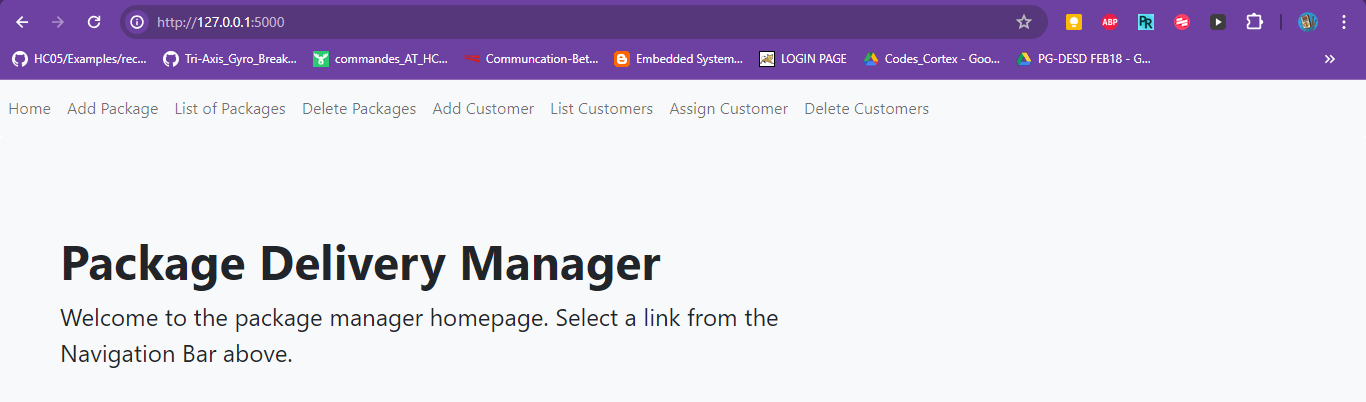 http://127.0.0.1:5000
ABP
PR
HC05/Examples/rec... Tri-Axis_Gyro_Break... commandes_AT_HC... Communcation-Bet... Embedded System... LOGIN PAGE Codes_Cortex - Goo... PG-DESD FEB18 - G... »
Home Add Package List of Packages Delete Packages Add Customer List Customers Assign Customer Delete Customers
Package Delivery Manager
Welcome to the package manager homepage. Select a link from the
Navigation Bar above.